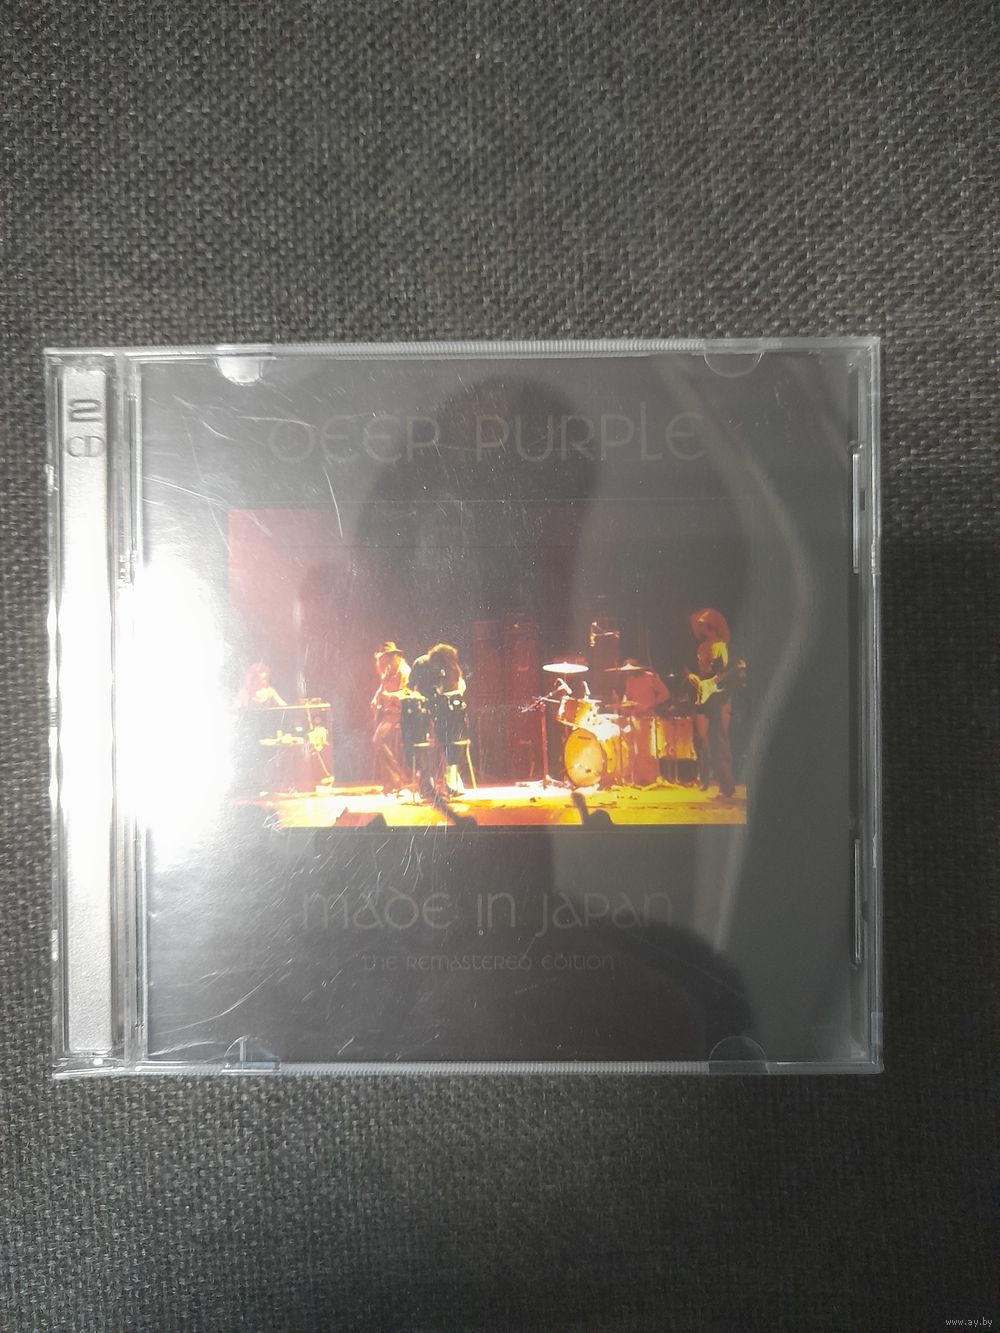 2
CD
DEEP PURPLE
MADE IN JAPAN
THE REMASTERED EDITION
www.ay.by